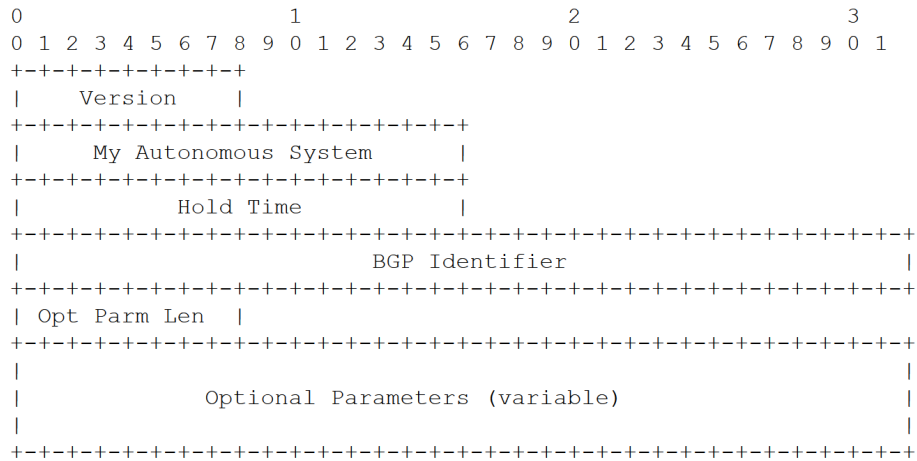 0                   1                   2                   3
0 1 2 3 4 5 6 7 8 9 0 1 2 3 4 5 6 7 8 9 0 1 2 3 4 5 6 7 8 9 0 1
+-+-+-+-+-+-+-+-+
|    Version    |
+-+-+-+-+-+-+-+-+-+-+-+-+-+-+-+-+
|     My Autonomous System      |
+-+-+-+-+-+-+-+-+-+-+-+-+-+-+-+-+
|           Hold Time           |
+-+-+-+-+-+-+-+-+-+-+-+-+-+-+-+-+-+-+-+-+-+-+-+-+-+-+-+-+-+-+-+-+
|                         BGP Identifier                        |
+-+-+-+-+-+-+-+-+-+-+-+-+-+-+-+-+-+-+-+-+-+-+-+-+-+-+-+-+-+-+-+-+
| Opt Parm Len  |
+-+-+-+-+-+-+-+-+-+-+-+-+-+-+-+-+-+-+-+-+-+-+-+-+-+-+-+-+-+-+-+-+
|                                                               |
|             Optional Parameters (variable)                    |
|                                                               |
+-+-+-+-+-+-+-+-+-+-+-+-+-+-+-+-+-+-+-+-+-+-+-+-+-+-+-+-+-+-+-+-+